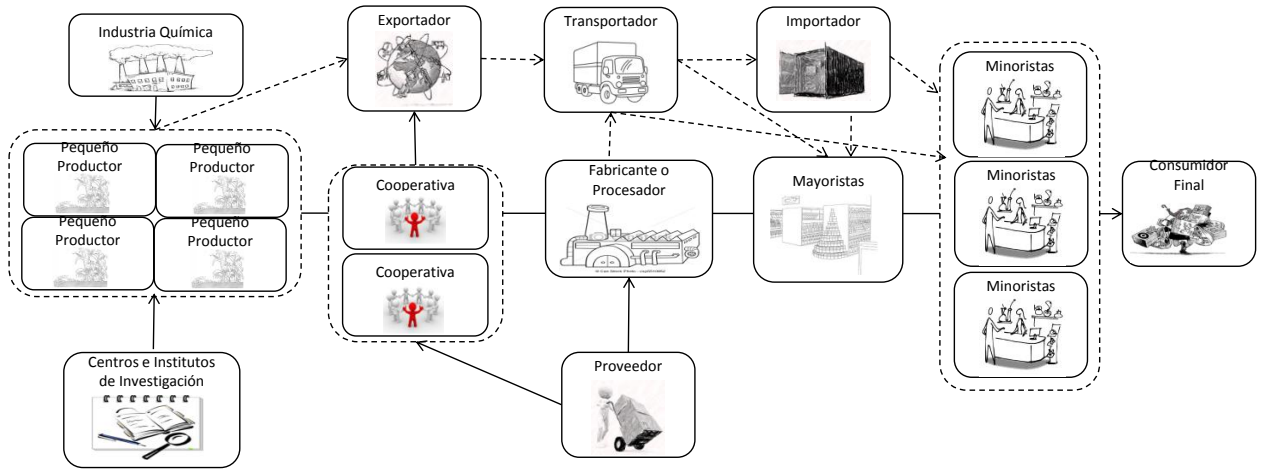 Industria Química
Exportador
Transportador
Importador
Minoristas
Pequeño
Productor
Pequeño
Productor
Pequeño
Productor
Pequeño
Productor
Cooperativa
Cooperativa
Fabricante o
Procesador
Mayoristas
Minoristas
Minoristas
Consumidor
Final
Centros e Institutos
de Investigación
Proveedor